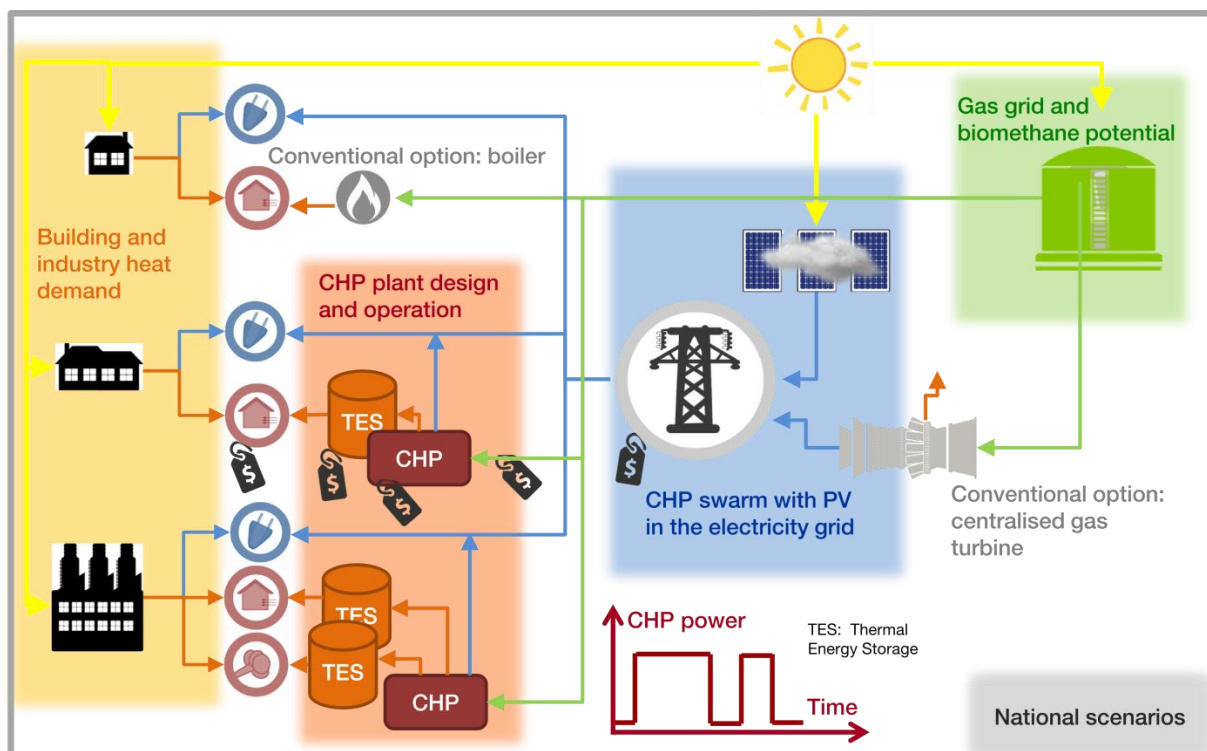 Gas grid and
biomethane potential
Conventional option: boiler
Building and
industry heat
demand
CHP plant design
and operation
TES
CHP
$
$
$
$
$
CHP swarm with PV
in the electricity grid
Conventional option:
centralised gas
turbine
TES
TES
CHP
CHP power
Time
TES: Thermal
Energy Storage
National scenarios